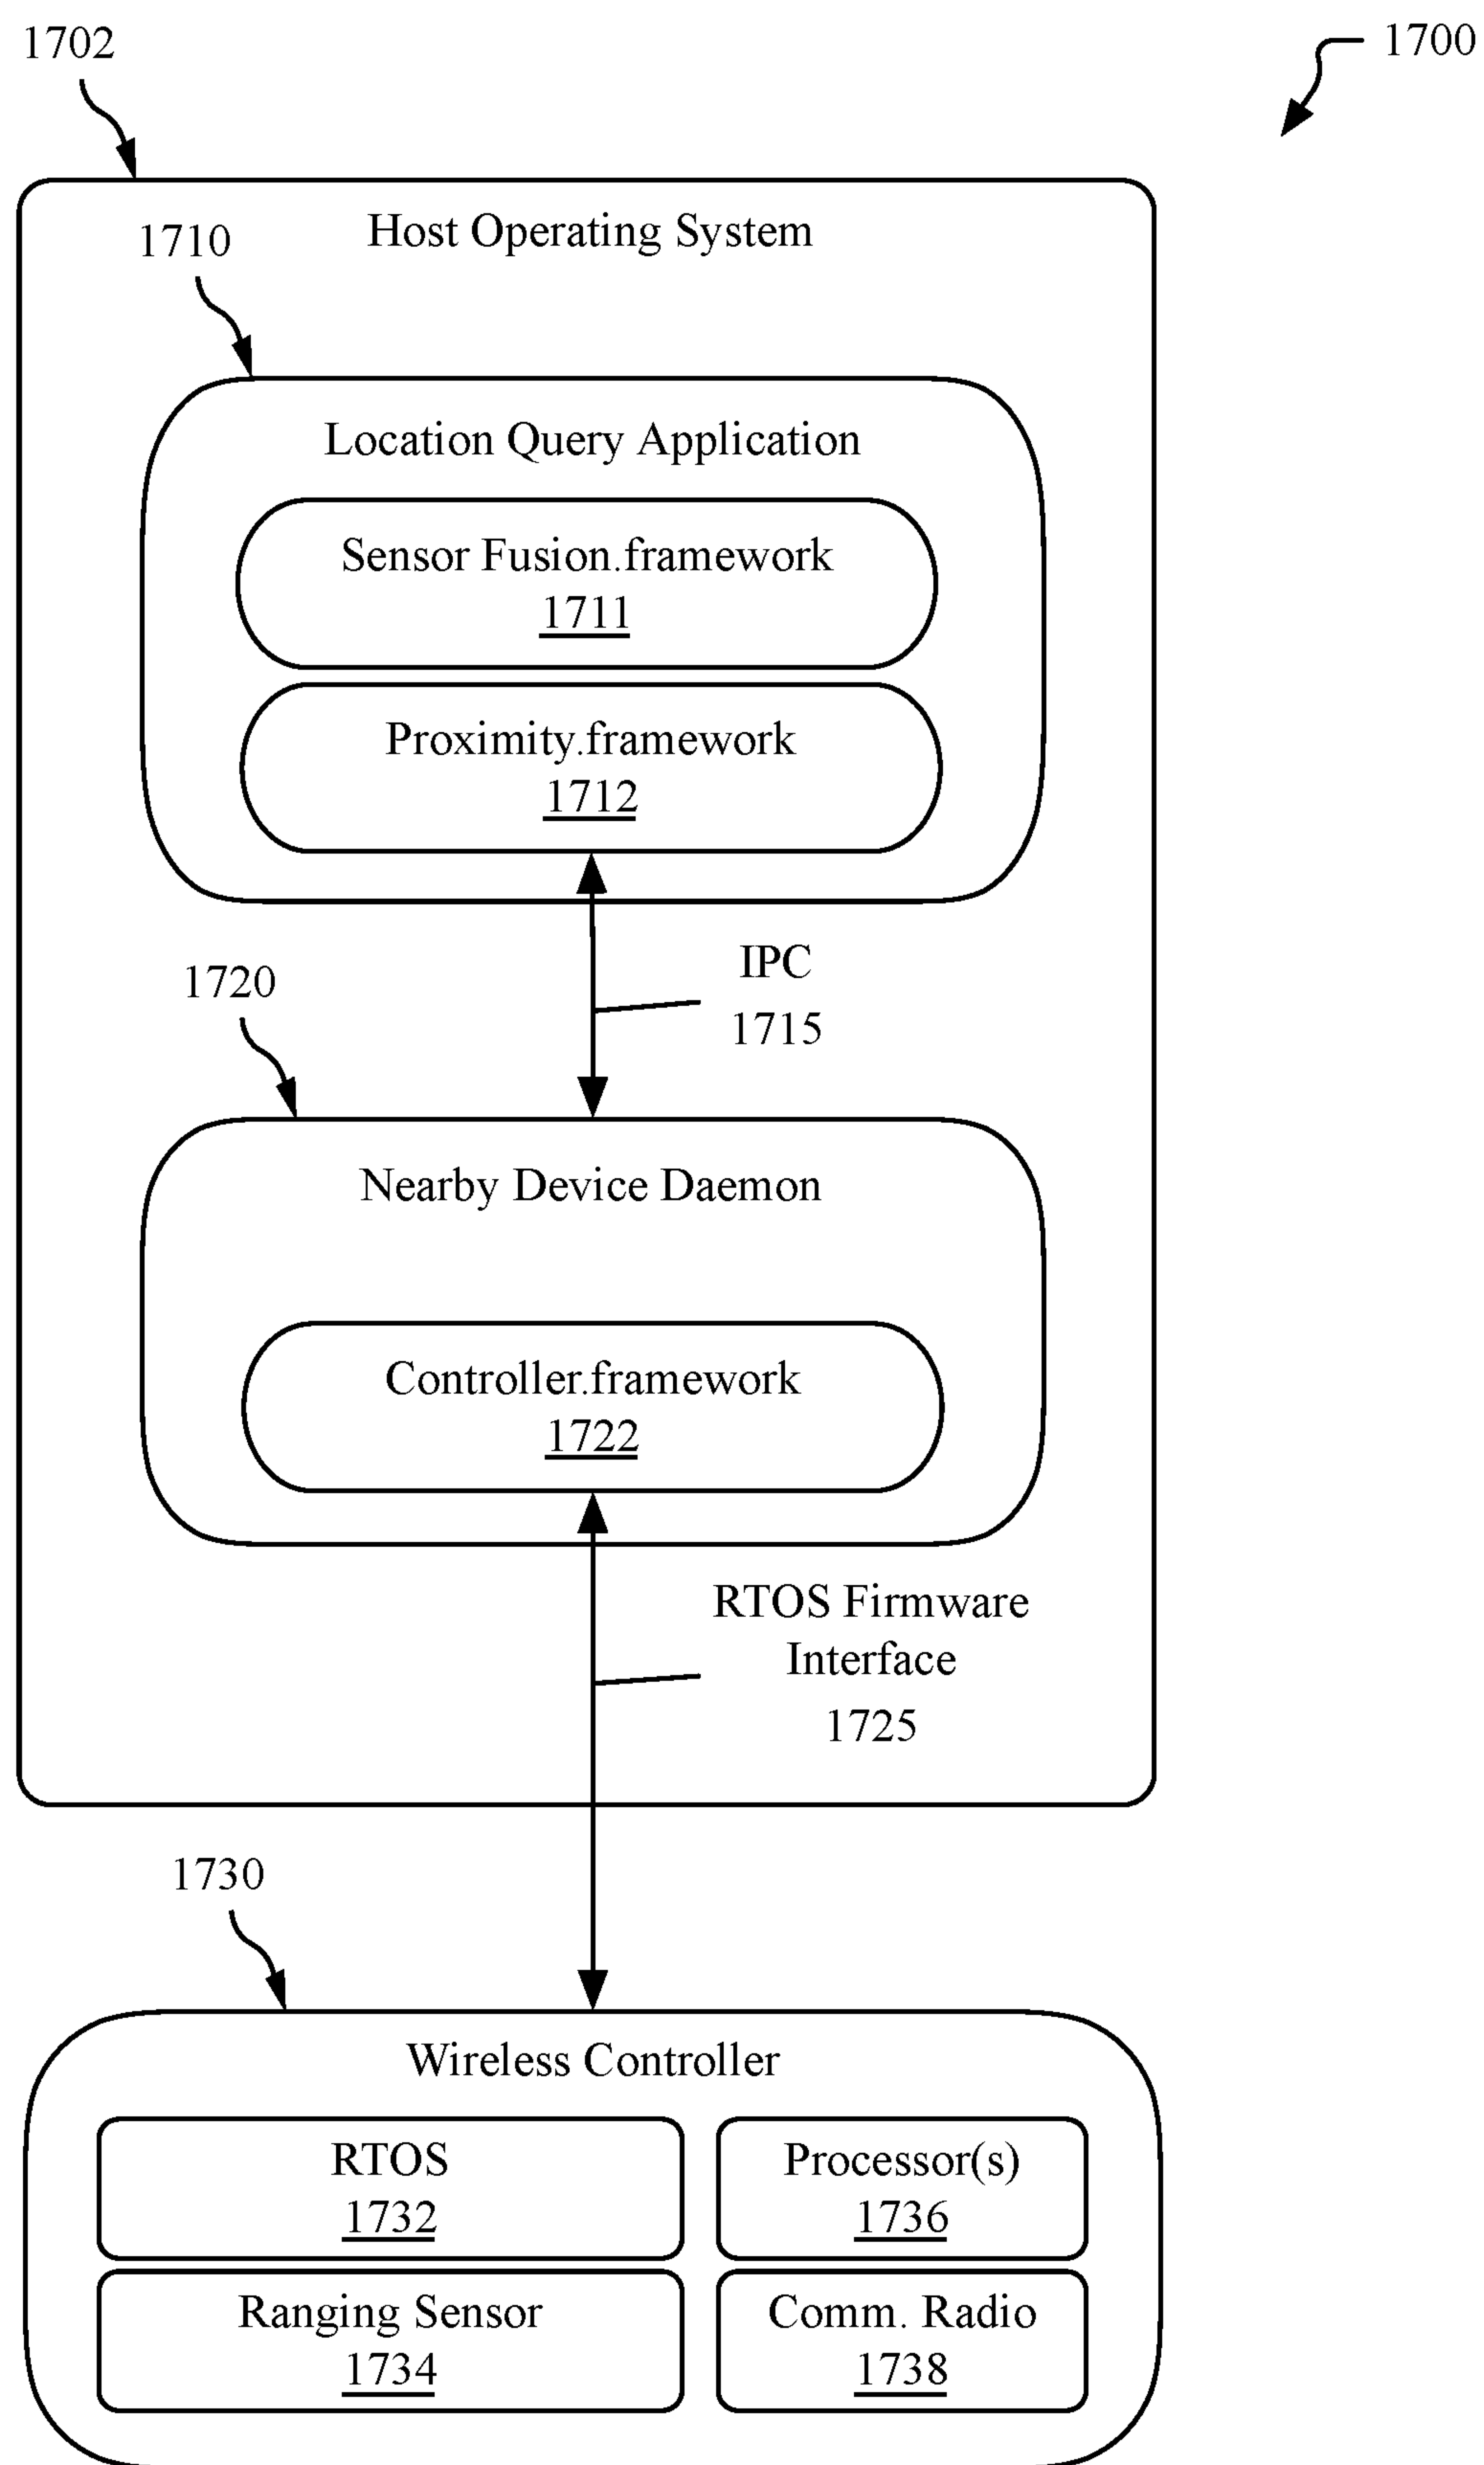 1702
1700
Host Operating System
1710
Location Query Application
Sensor Fusion.framework
1711
Proximity.framework
1712
IPC
1715
1720
Nearby Device Daemon
Controller.framework
1722
RTOS Firmware
Interface
1725
1730
Wireless Controller
RTOS
1732
Processor(s)
1736
Ranging Sensor
1734
Comm. Radio
1738